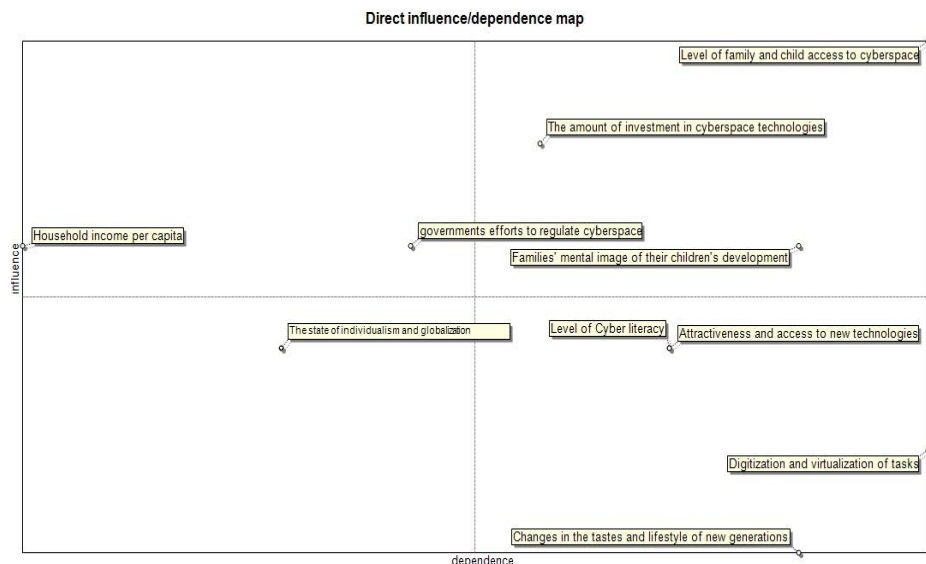 Direct influence/dependence map
Level of family and child access to cyberspace
The amount of investment in cyberspace technologies
governments efforts to regulate cyberspace
Household income per capita
Families' mental image of their children's development
influence
The state of individualism and globalization
Level of Cyber literacy
Attractiveness and access to new technologies
Digitization and virtualization of tasks
Changes in the tastes and lifestyle of new generations
dependence